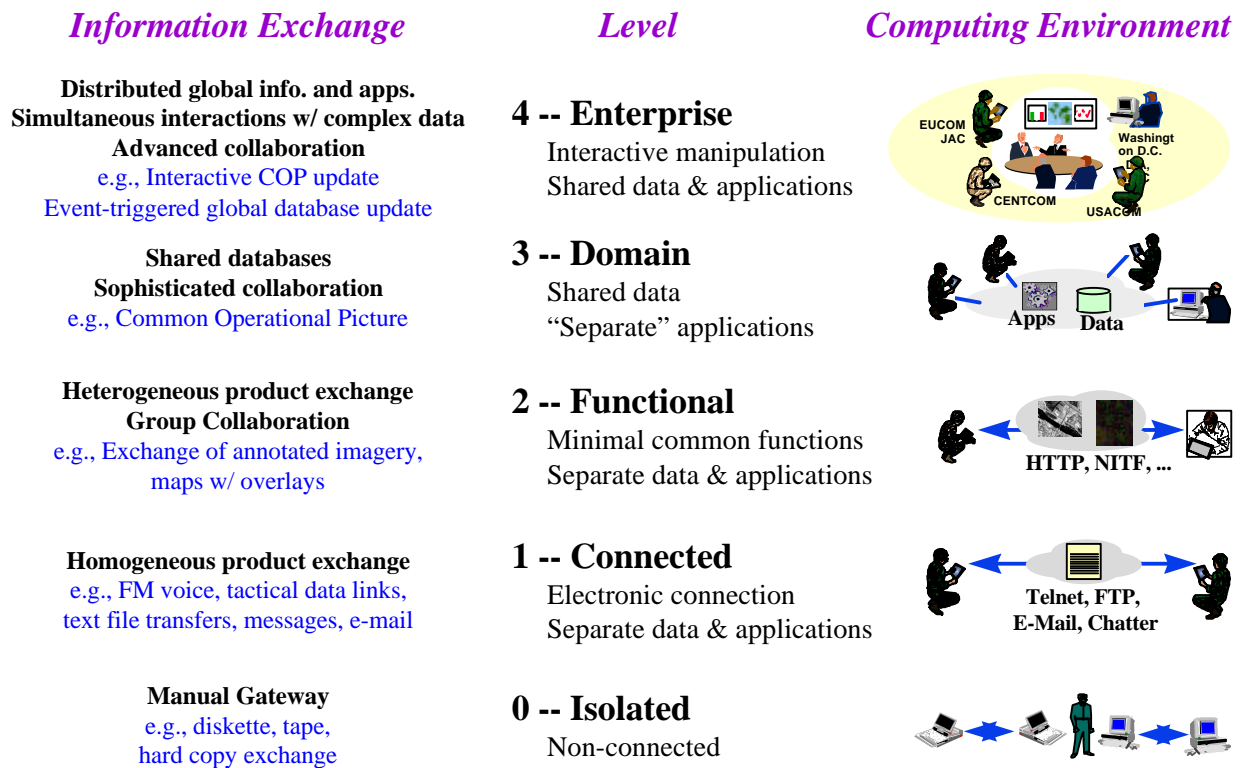 Information Exchange
Level
Computing Environment
Distributed global info. and apps.
Simultaneous interactions w/ complex data
Advanced collaboration
e.g., Interactive COP update
Event-triggered global database update
4 -- Enterprise
Interactive manipulation
Shared data & applications
EUCOM
JAC
Washingt
on D.C.
CENTCOM
USACOM
Shared databases
Sophisticated collaboration
e.g., Common Operational Picture
3 -- Domain
Shared data
“Separate” applications
Apps
Data
Heterogeneous product exchange
Group Collaboration
e.g., Exchange of annotated imagery,
maps w/ overlays
2 -- Functional
Minimal common functions
Separate data & applications
HTTP, NITF, ...
Homogeneous product exchange
e.g., FM voice, tactical data links,
text file transfers, messages, e-mail
1 -- Connected
Electronic connection
Separate data & applications
Telnet, FTP,
E-Mail, Chatter
Manual Gateway
e.g., diskette, tape,
hard copy exchange
0 -- Isolated
Non-connected